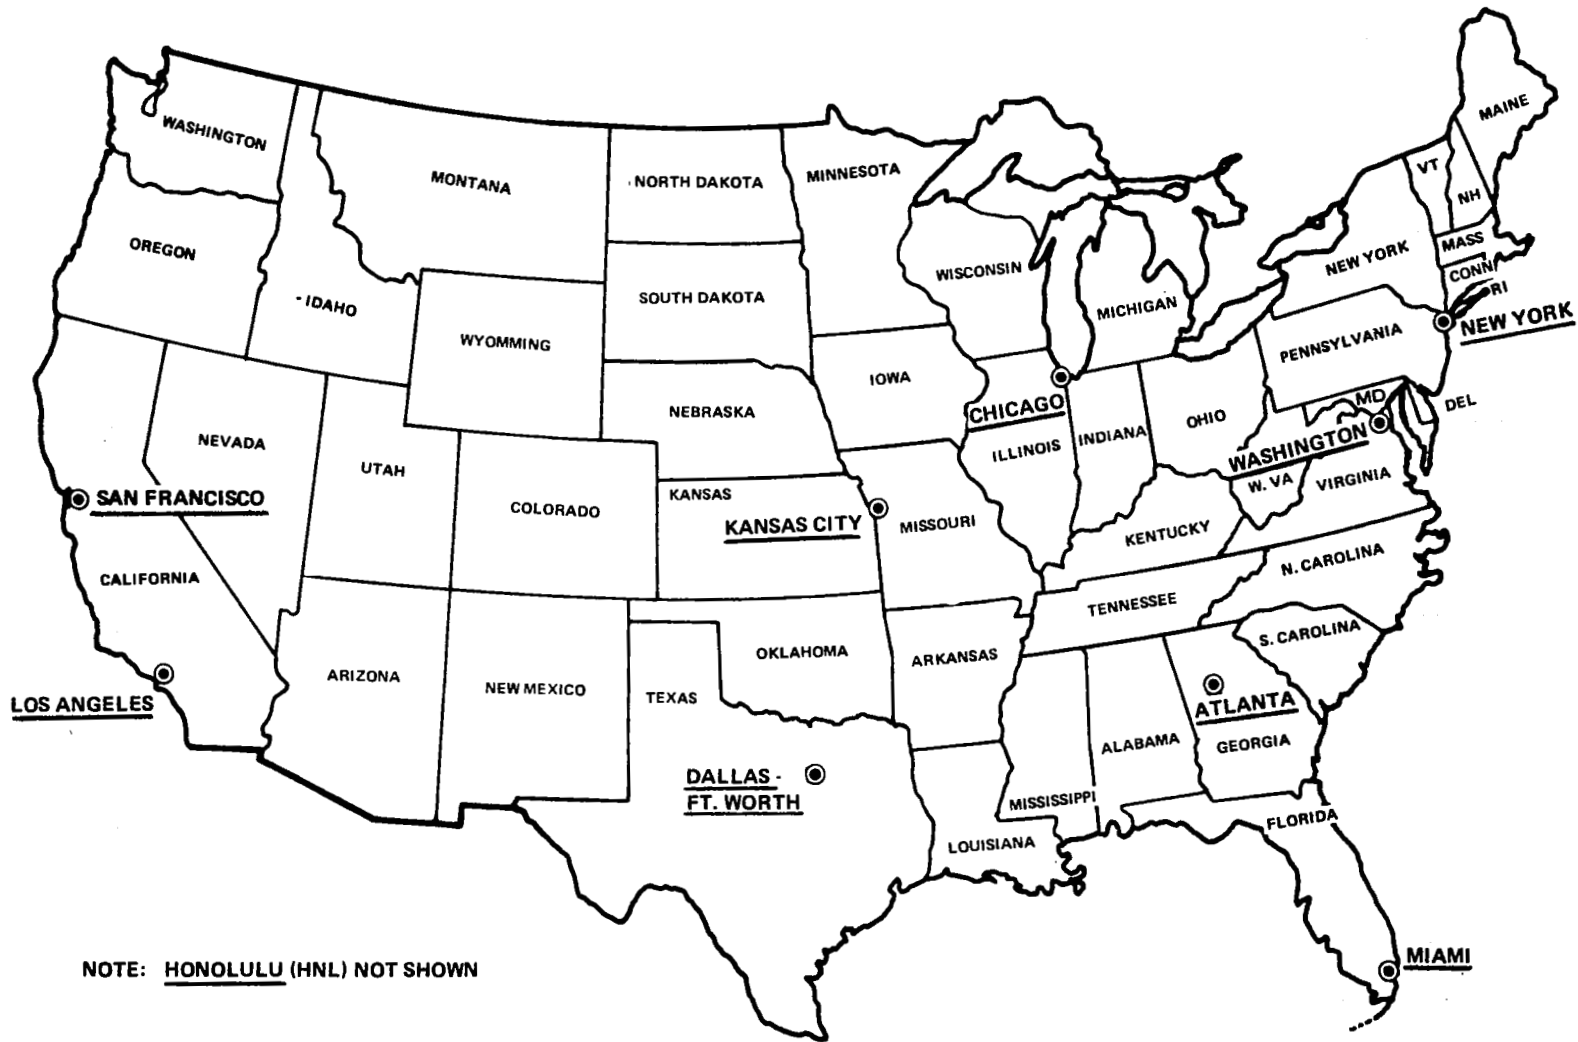 MAINE
WASHINGTON
VT
MONTANA
NORTH DAKOTA
MINNESOTA
NH
OREGON
MASS
NEW YORK
CONN
WISCONSIN
RI
IDAHO
SOUTH DAKOTA
MICHIGAN
NEW YORK
WYOMMING
PENNSYLVANIA
IOWA
MD
DEL
NEBRASKA
CHICAGO
OHIO
NEVADA
INDIANA
WASHINGTON
UTAH
ILLINOIS
W. VA
VIRGINIA
SAN FRANCISCO
KANSAS
COLORADO
KANSAS CITY
MISSOURI
KENTUCKY
CALIFORNIA
N. CAROLINA
TENNESSEE
S. CAROLINA
OKLAHOMA
ARKANSAS
ARIZONA
NEW MEXICO
TEXAS
LOS ANGELES
ATLANTA
ALABAMA
GEORGIA
DALLAS -
FT. WORTH
MISSISSIPPI
FLORIDA
LOUISIANA
MIAMI
NOTE: HONOLULU (HNL) NOT SHOWN